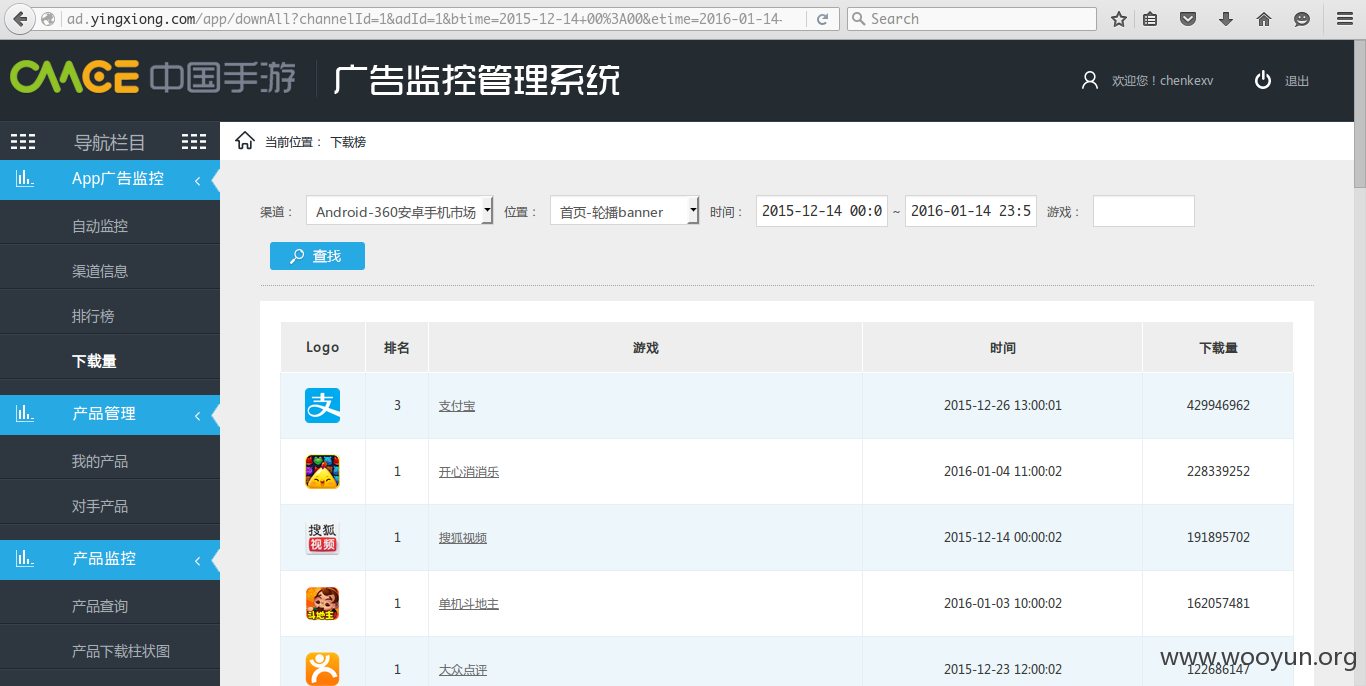 ad.yingxiong.com/app/downAll?channelId=1&adId=1&btime=2015-12-14+00%3A00&etime=2016-01-14-
Search
CMGE 中国手游 广告监控管理系统
欢迎您！chenkexv 退出
导航栏目
当前位置： 下载榜
App广告监控
自动监控
渠道信息
排行榜
下载量
产品管理
我的产品
对手产品
产品监控
产品查询
产品下载柱状图
渠道： Android-360安卓手机市场 位置： 首页-轮播banner 时间： 2015-12-14 00:0 ~ 2016-01-14 23:5 游戏：
查找
Logo 排名 游戏 时间 下载量
支 3 支付宝 2015-12-26 13:00:01 429946962
1 开心消消乐 2016-01-04 11:00:02 228339252
搜狐
视频 1 搜狐视频 2015-12-14 00:00:02 191895702
斗地主 1 单机斗地主 2016-01-03 10:00:02 162057481
1 大众点评 2015-12-23 12:00:02 122686147
www.wooyun.org